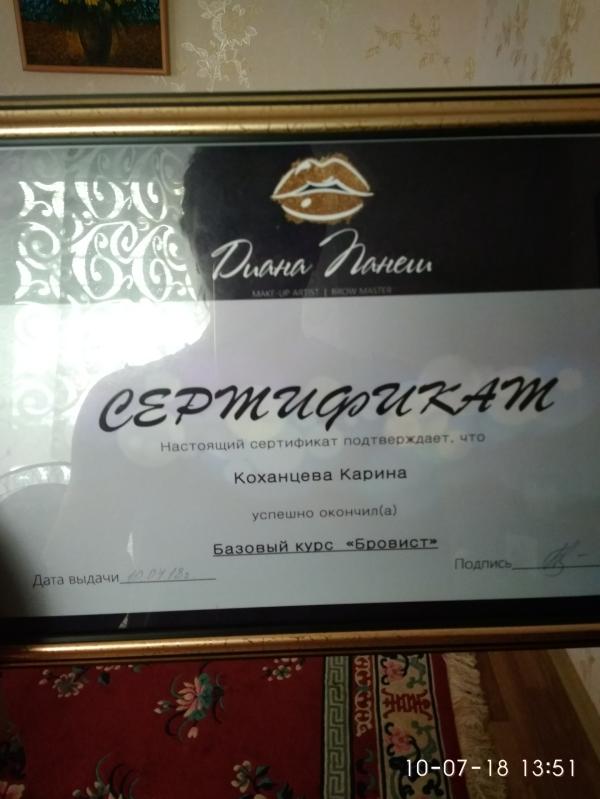 Диана Панеш
MAKE-UP ARTIST | BROW MASTER
СЕРТИФИКАТ
Настоящий сертификат подтверждает, что
Коханцева Карина
успешно окончил(а)
Базовый курс «Бровист»
Подпись
Дата выдачи
10-07-18 13:51